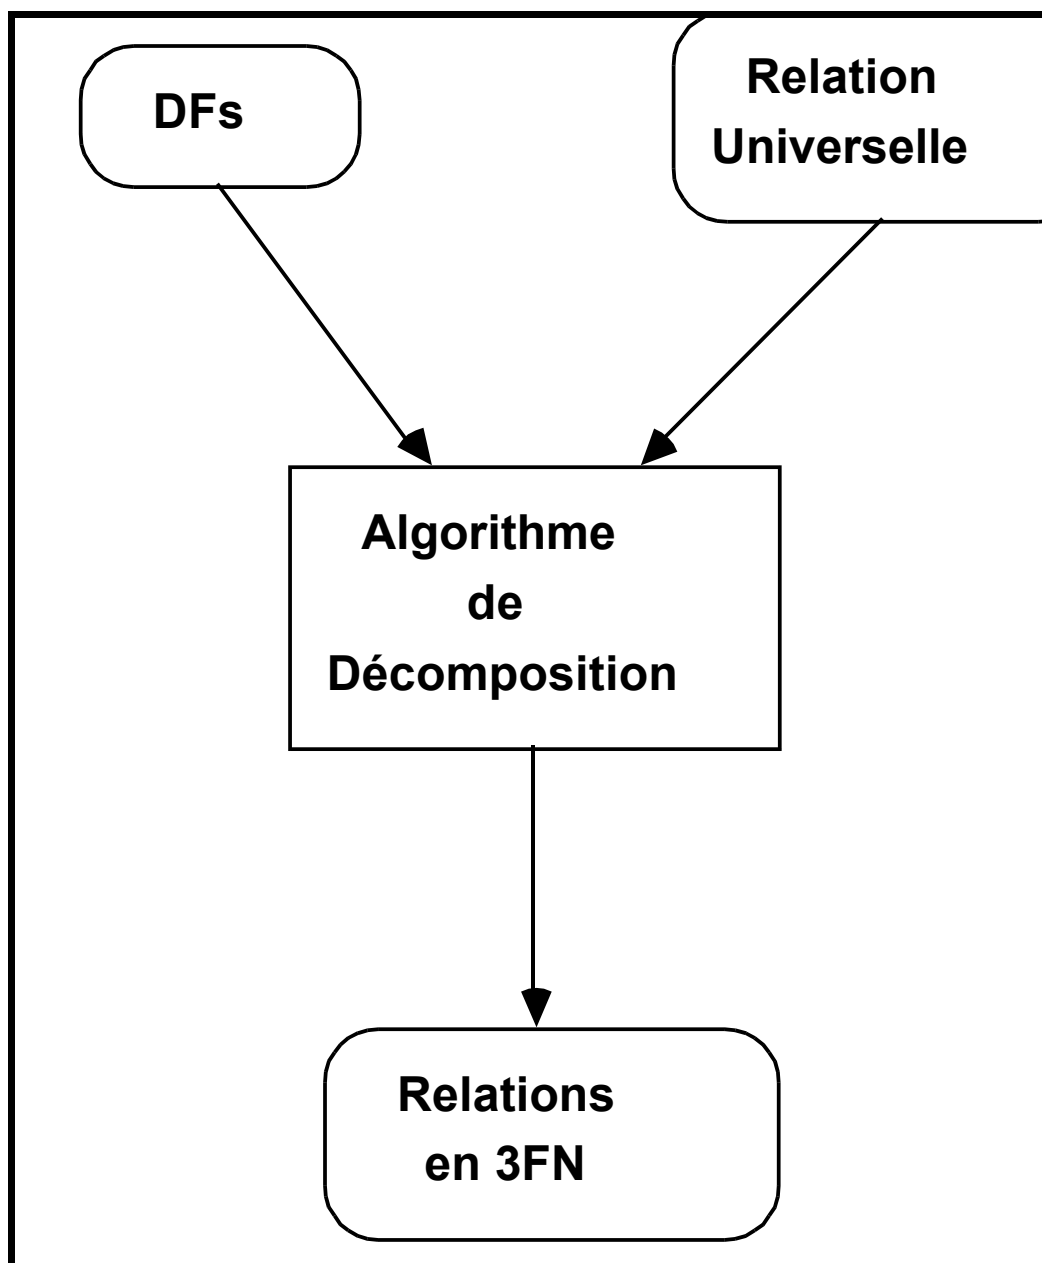 DFs
Relation
Universelle
Algorithme
de
Décomposition
Relations
en 3FN